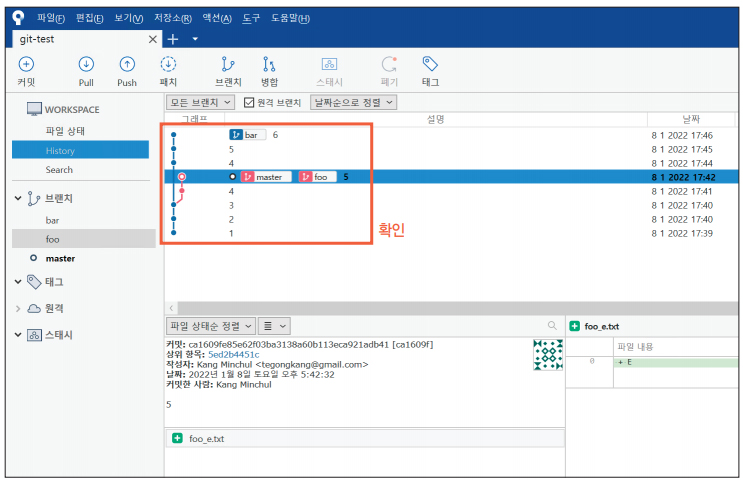 파일(F) 편집(E) 보기(V) 저장소(R) 액션(A) 도구 도움말(H)
git-test
커밋 Pull Push 패치 브랜치 병합 스태시 폐기 태그
WORKSPACE
파일 상태
History
Search
브랜치
bar
foo
master
태그
원격
스태시
모든 브랜치 원격 브랜치 날짜순으로 정렬
그래프 설명 날짜
bar 6 8 1 2022 17:46
5 8 1 2022 17:45
4 8 1 2022 17:44
master foo 5 8 1 2022 17:42
4 8 1 2022 17:41
3 8 1 2022 17:40
2 8 1 2022 17:40
1 8 1 2022 17:39
확인
파일 상태순 정렬
커밋: ca1609fe85e62f03ba3138a60b113eca921adb41 [ca1609f]
상위 항목: 5ed2b4451c
작성자: Kang Minchul <tegongkang@gmail.com>
날짜: 2022년 1월 8일 토요일 오후 5:42:32
커밋한 사람: Kang Minchul
5
foo_e.txt
foo_e.txt
파일 내용
0 + E